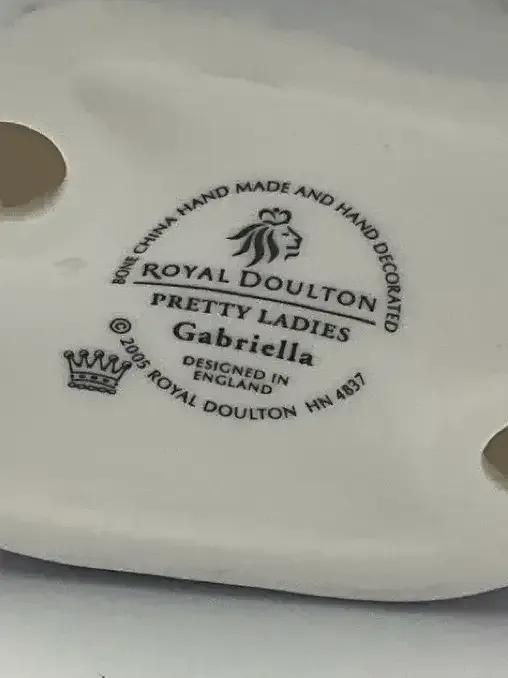 BONE CHINA HAND MADE AND HAND DECORATED
ROYAL DOULTON
PRETTY LADIES
Gabriella
DESIGNED IN
ENGLAND
© 2005 ROYAL DOULTON HN 4837